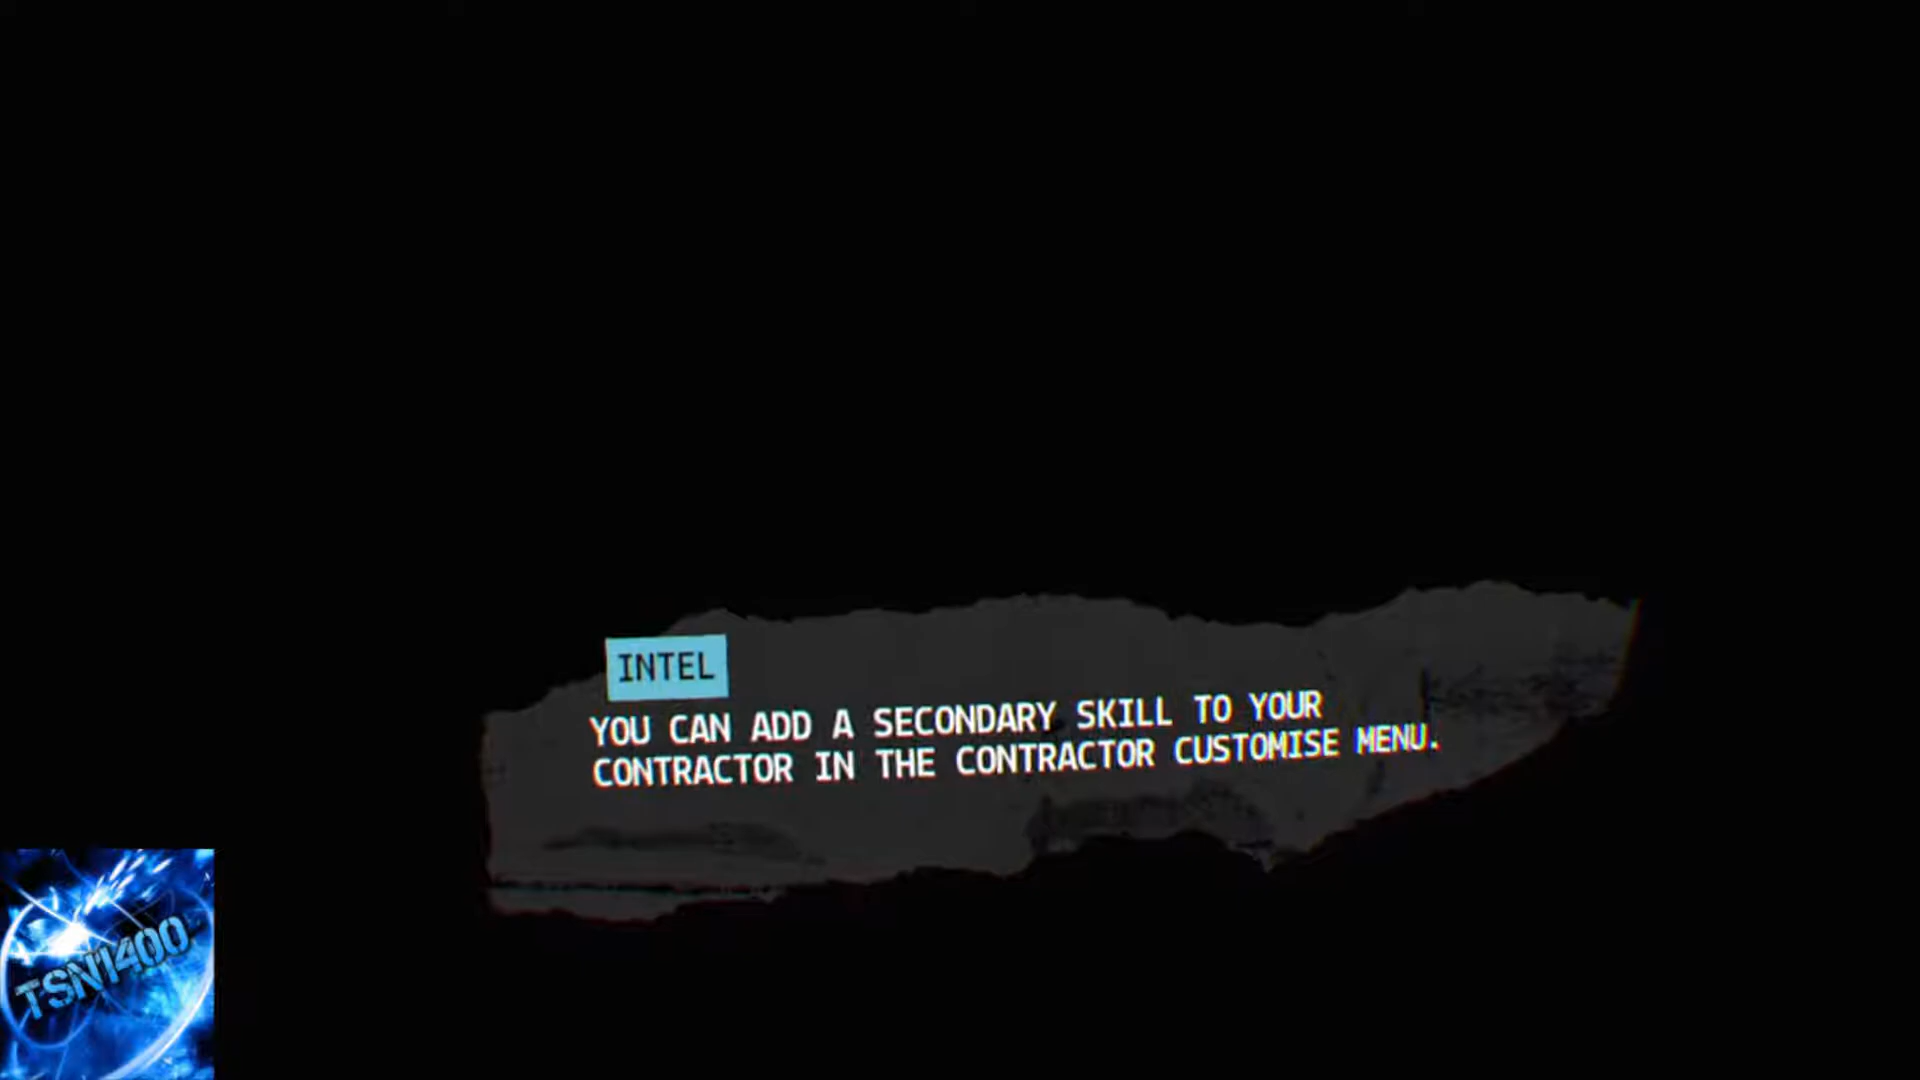 INTEL
YOU CAN ADD A SECONDARY SKILL TO YOUR
CONTRACTOR IN THE CONTRACTOR CUSTOMISE MENU.
TSN1400